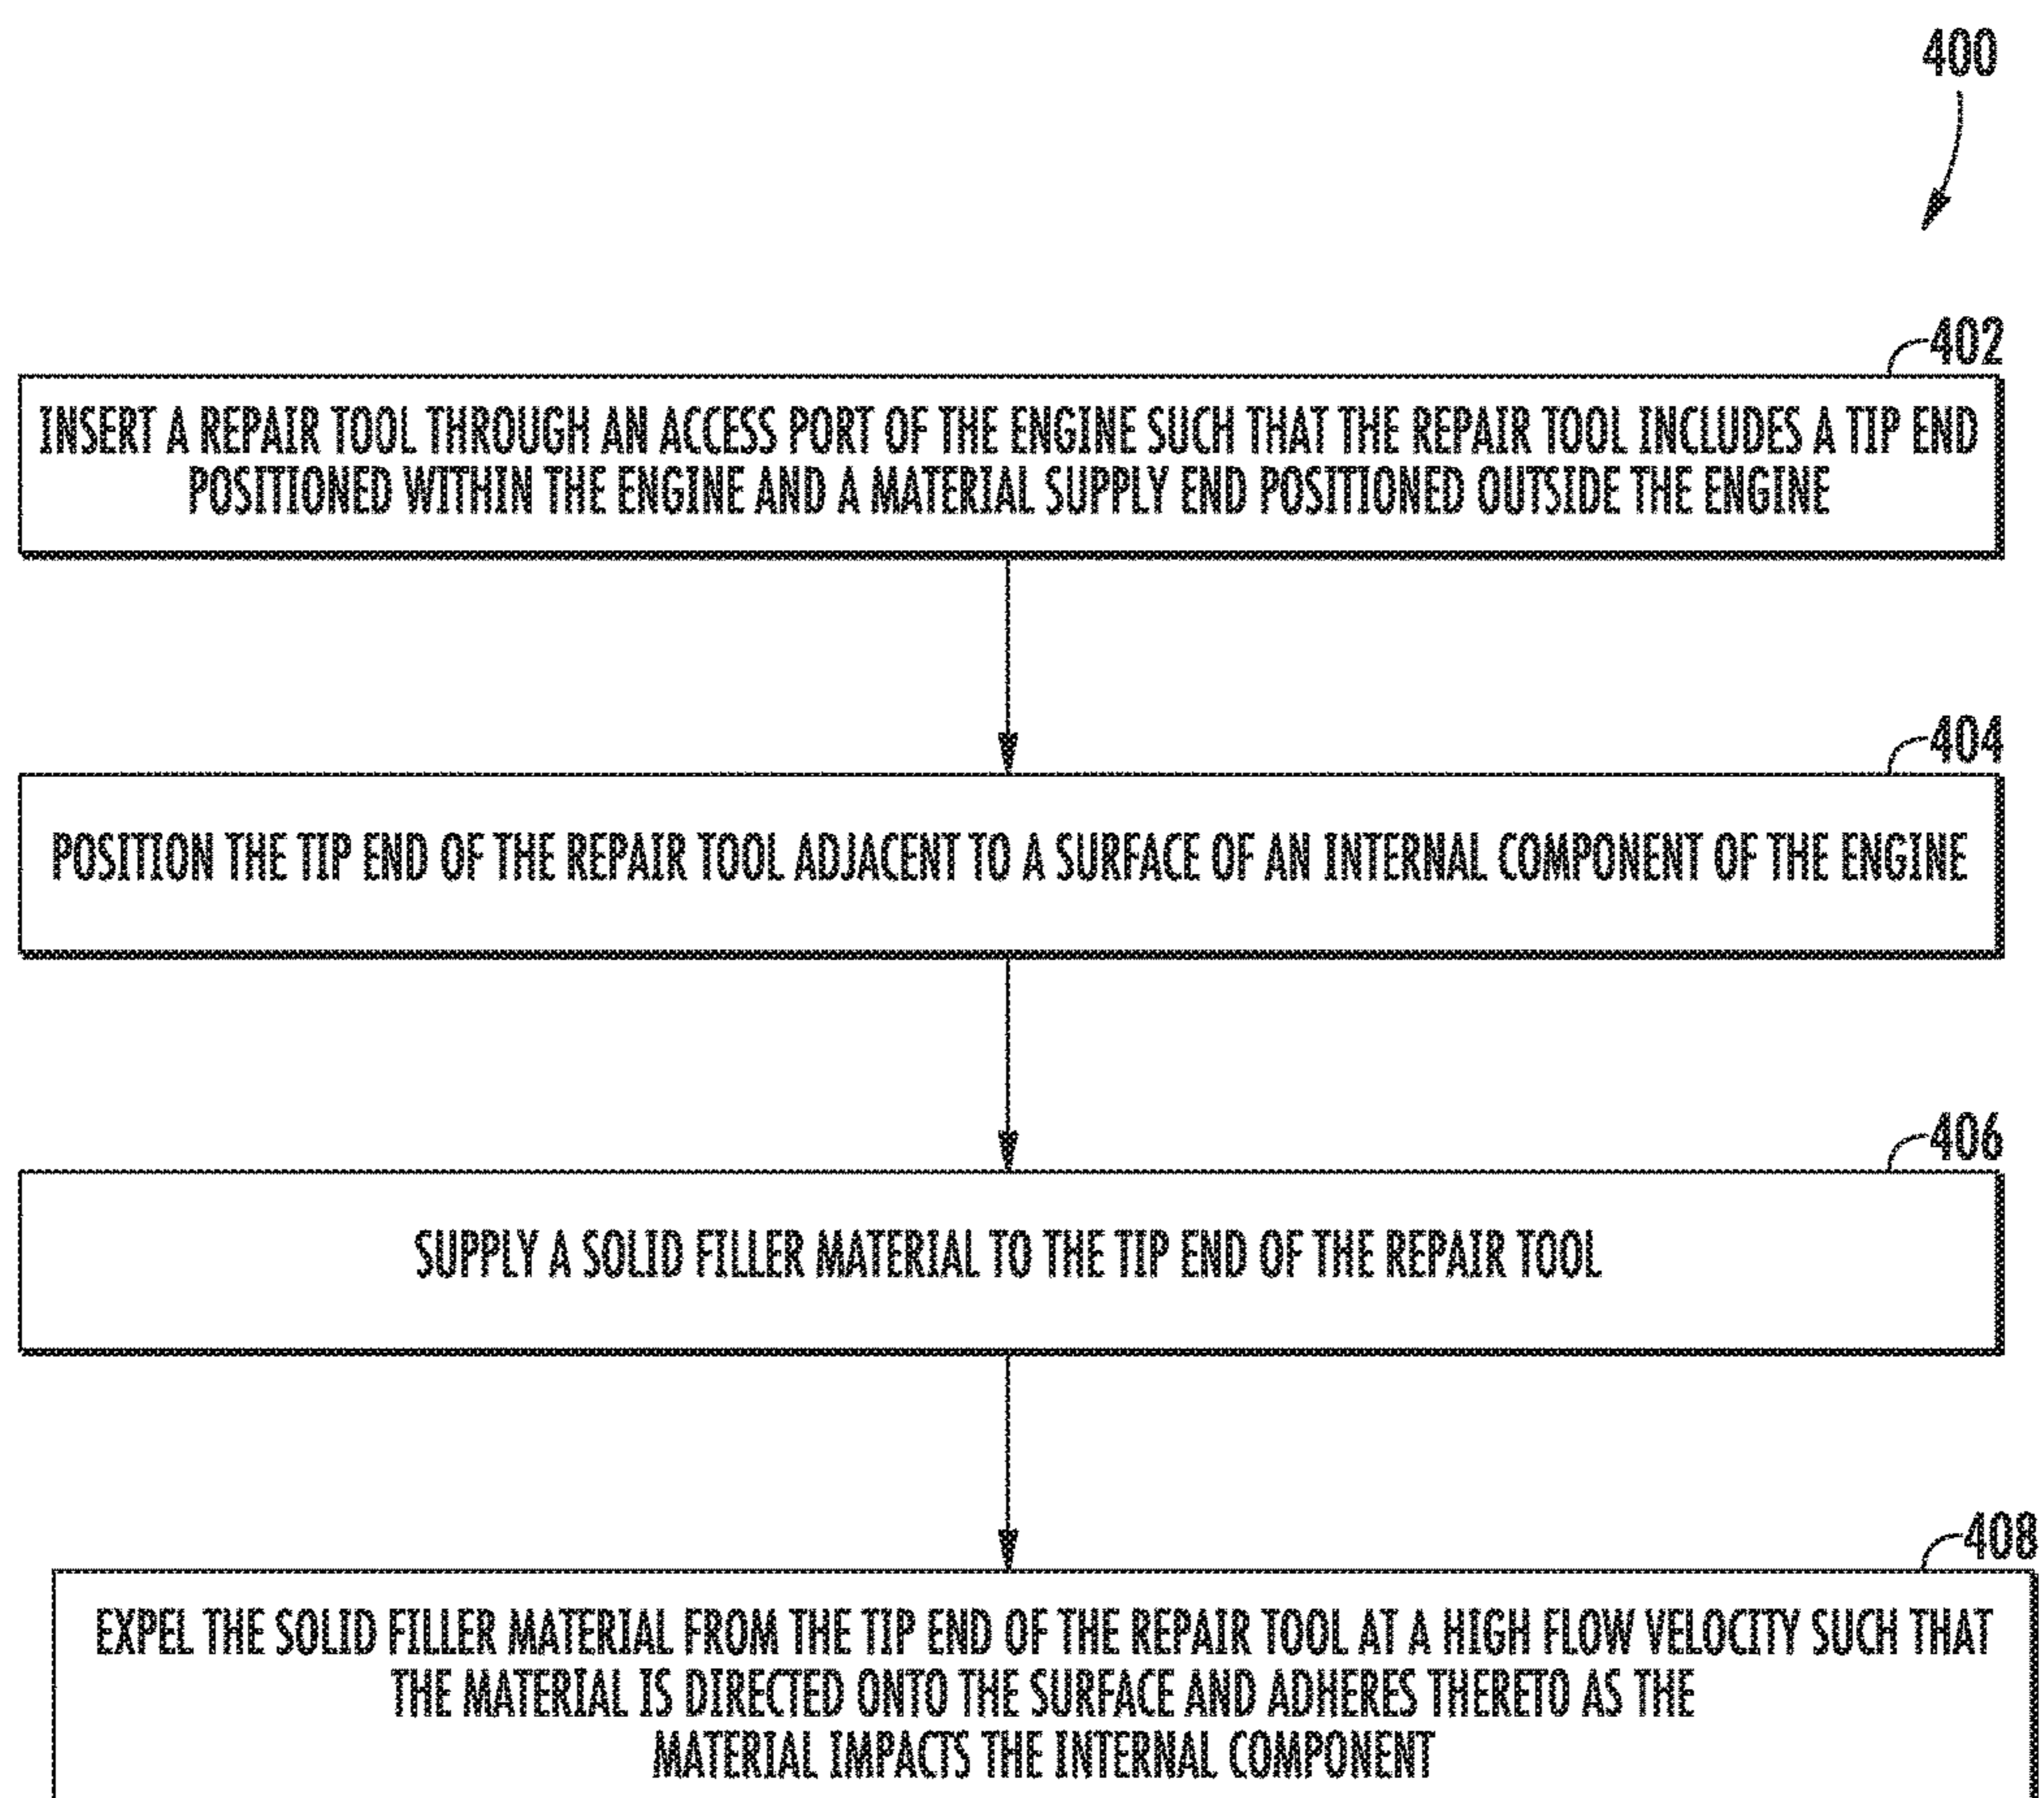 400
402
INSERT A REPAIR TOOL THROUGH AN ACCESS PORT OF THE ENGINE SUCH THAT THE REPAIR TOOL INCLUDES A TIP END
POSITIONED WITHIN THE ENGINE AND A MATERIAL SUPPLY END POSITIONED OUTSIDE THE ENGINE
404
POSITION THE TIP END OF THE REPAIR TOOL ADJACENT TO A SURFACE OF AN INTERNAL COMPONENT OF THE ENGINE
406
SUPPLY A SOLID FILLER MATERIAL TO THE TIP END OF THE REPAIR TOOL
408
EXPEL THE SOLID FILLER MATERIAL FROM THE TIP END OF THE REPAIR TOOL AT A HIGH FLOW VELOCITY SUCH THAT
THE MATERIAL IS DIRECTED ONTO THE SURFACE AND ADHERES THERETO AS THE
MATERIAL IMPACTS THE INTERNAL COMPONENT